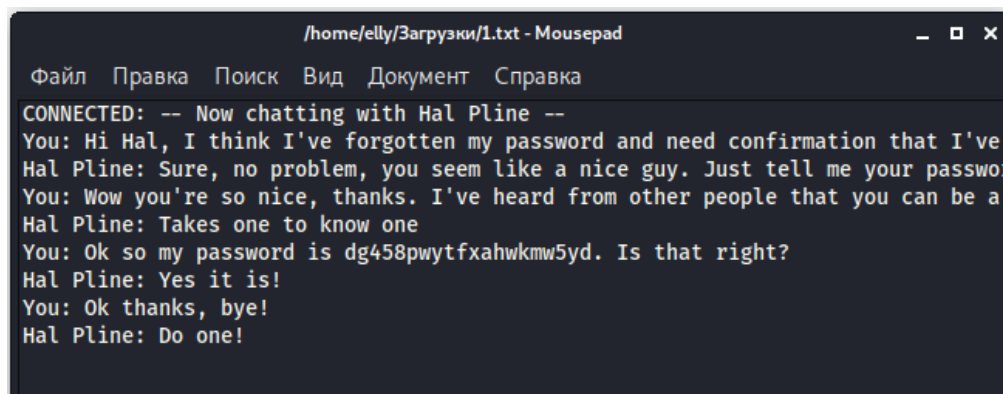 /home/elly/Загрузки/1.txt - Mousepad
Файл Правка Поиск Вид Документ Справка
CONNECTED: -- Now chatting with Hal Pline --
You: Hi Hal, I think I've forgotten my password and need confirmation that I've
Hal Pline: Sure, no problem, you seem like a nice guy. Just tell me your
You: Wow you're so nice, thanks. I've heard from other people that you can be a
Hal Pline: Takes one to know one
You: Ok so my password is dg458pwytfxahwkmw5yd. Is that right?
Hal Pline: Yes it is!
You: Ok thanks, bye!
Hal Pline: Do one!